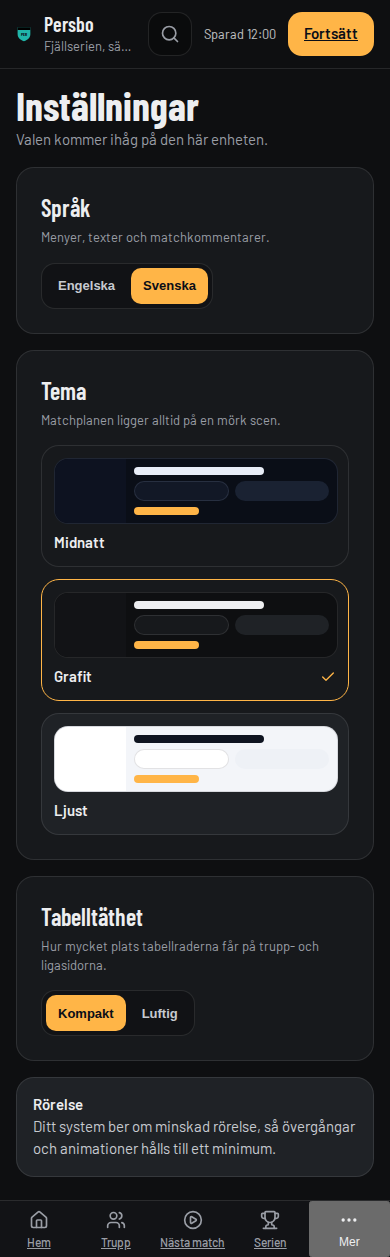 Persbo
Fjällserien, sä...
Sparad 12:00
Fortsätt
Inställningar
Valen kommer ihåg på den här enheten.
Språk
Menyer, texter och matchkommentarer.
Engelska
Svenska
Tema
Matchplanen ligger alltid på en mörk scen.
Midnatt
Grafit
Ljust
Tabelltäthet
Hur mycket plats tabellraderna får på trupp- och
ligasidorna.
Kompakt
Luftig
Rörelse
Ditt system ber om minskad rörelse, så övergångar
och animationer hålls till ett minimum.
Hem
Trupp
Nästa match
Serien
Mer